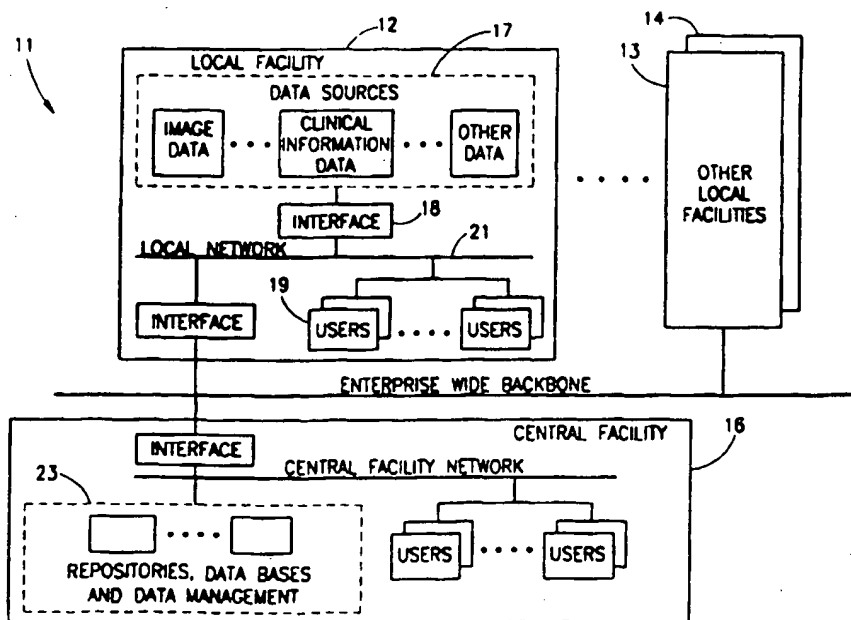 11
12
17
14
13
LOCAL FACILITY
DATA SOURCES
IMAGE
DATA
CLINICAL
INFORMATION
DATA
OTHER
DATA
OTHER
LOCAL
FACILITIES
INTERFACE
18
LOCAL NETWORK
21
INTERFACE
19
USERS
USERS
ENTERPRISE WIDE BACKBONE
INTERFACE
CENTRAL FACILITY
16
CENTRAL FACILITY NETWORK
23
USERS
USERS
REPOSITORIES, DATA BASES
AND DATA MANAGEMENT